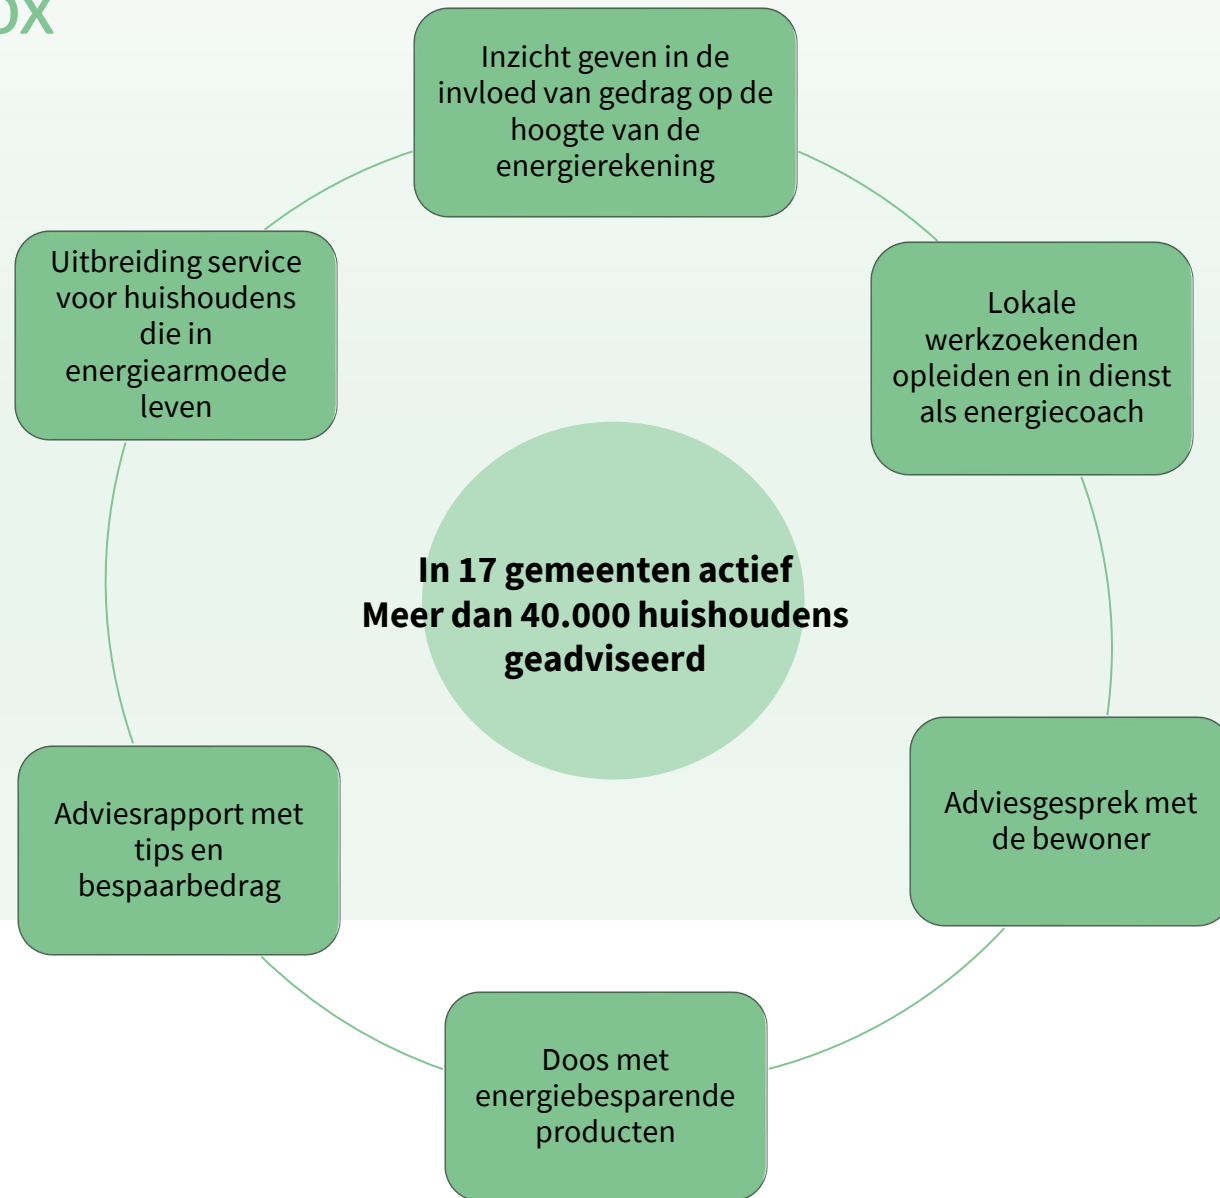 Inzicht geven in de
invloed van gedrag op de
hoogte van de
energierekening
Lokale
werkzoekenden
opleiden en in dienst
als energiecoach
Adviesgesprek met
de bewoner
Doos met
energiebesparende
producten
Adviesrapport met
tips en
bespaarbedrag
Uitbreiding service
voor huishoudens
die in
energiearmoede
leven
In 17 gemeenten actief
Meer dan 40.000 huishoudens
geadviseerd